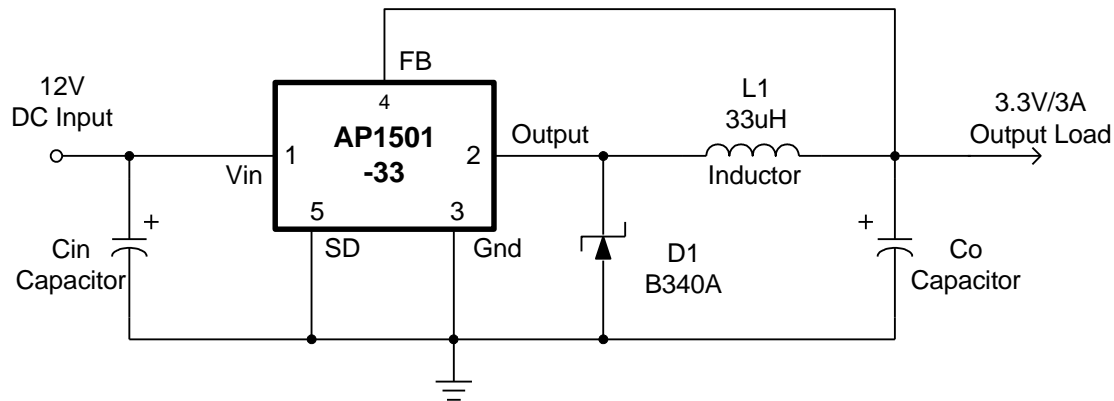 FB
12V
DC Input
4
AP1501
-33
1
2
Vin
Output
L1
33uH
Inductor
3.3V/3A
Output Load
5
3
SD
Gnd
+
Cin
Capacitor
D1
B340A
+
Co
Capacitor